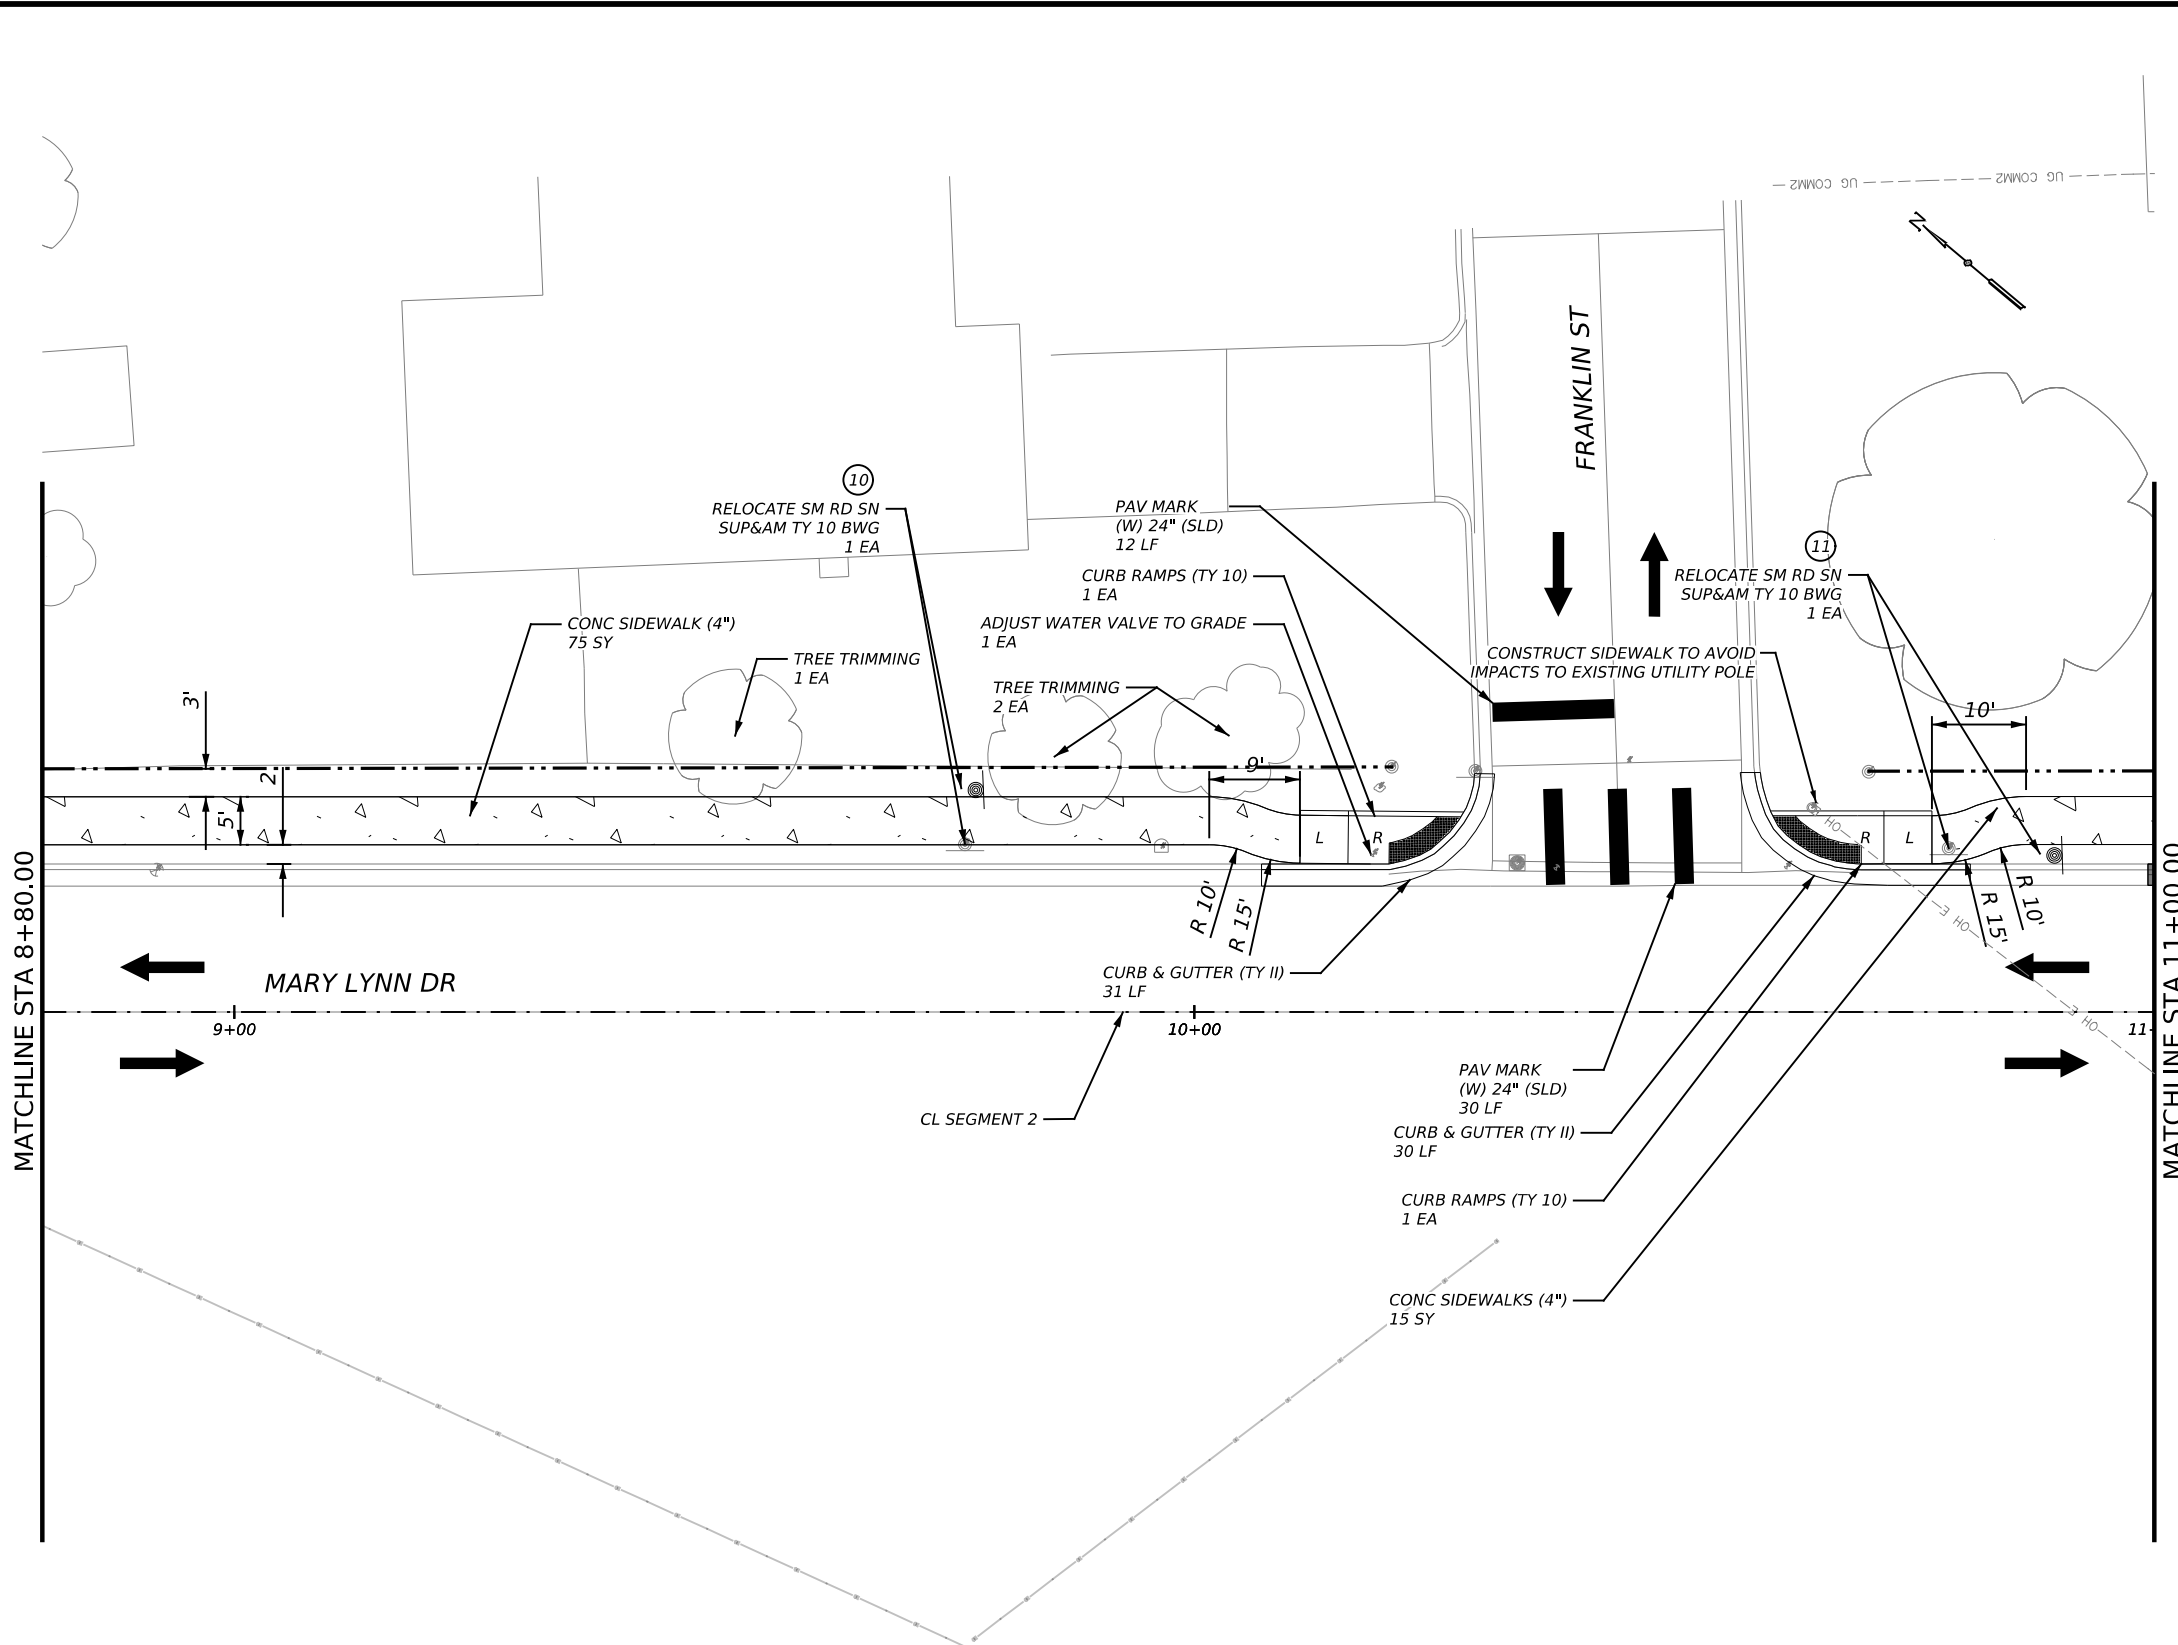 UG COMM2
UG COMM2
N
FRANKLIN ST
10
RELOCATE SM RD SN
SUP&AM TY 10 BWG
1 EA
PAV MARK
(W) 24" (SLD)
12 LF
11
RELOCATE SM RD SN
SUP&AM TY 10 BWG
1 EA
CURB RAMPS (TY 10)
1 EA
CONC SIDEWALK (4")
75 SY
ADJUST WATER VALVE TO GRADE
1 EA
TREE TRIMMING
1 EA
CONSTRUCT SIDEWALK TO AVOID
IMPACTS TO EXISTING UTILITY POLE
TREE TRIMMING
2 EA
3'
2
5'
9'
10'
L
R
R
L
OH
R 10'
R 15'
R 15'
R 10'
OH E
OH E
CURB & GUTTER (TY II)
31 LF
MARY LYNN DR
9+00
10+00
11+
MATCHLINE STA 8+80.00
MATCHLINE STA 11+00.00
CL SEGMENT 2
PAV MARK
(W) 24" (SLD)
30 LF
CURB & GUTTER (TY II)
30 LF
CURB RAMPS (TY 10)
1 EA
CONC SIDEWALKS (4")
15 SY